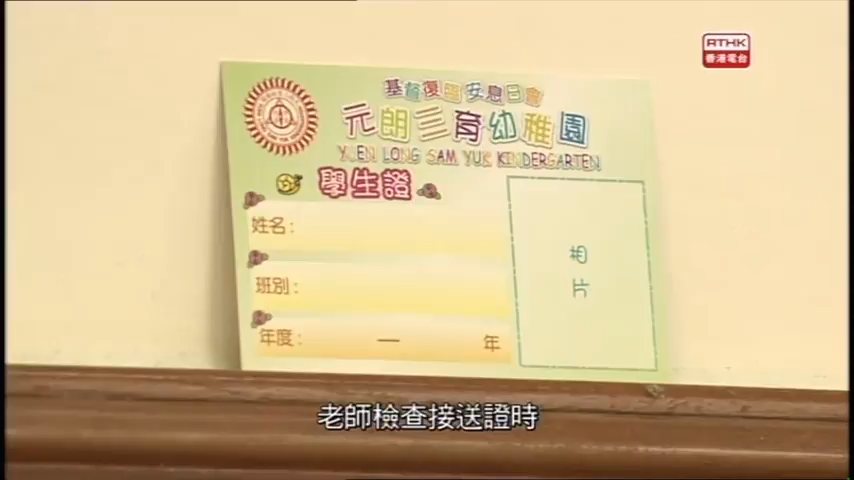 RTHK
香港電台
基督復臨安息日會
元朗三育幼稚園
YUEN LONG SAM YUK KINDERGARTEN
學生證
姓名：
班別：
年度： — 年
相
片
老師檢查接送證時